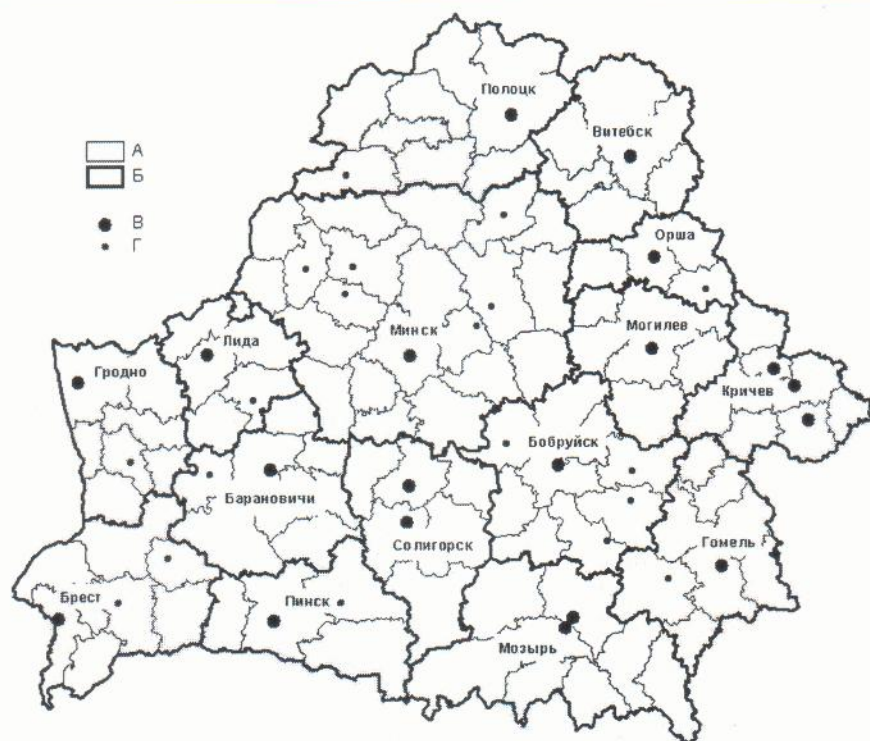 Полоцк
Витебск
А
Б
В
Г
Орша
Могилев
Минск
Лида
Гродно
Кричев
Бобруйск
Барановичи
Солигорск
Гомель
Брест
Пинск
Мозырь